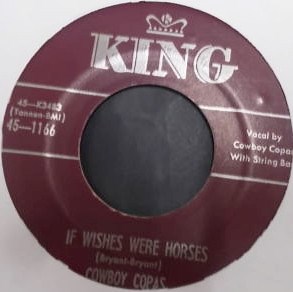 KING
45-K3483
(Tannen-BMI)
45-1166
Vocal by
Cowboy Copas
With String Ba
IF WISHES WERE HORSES
(Bryant-Bryant)
COWBOY COPAS